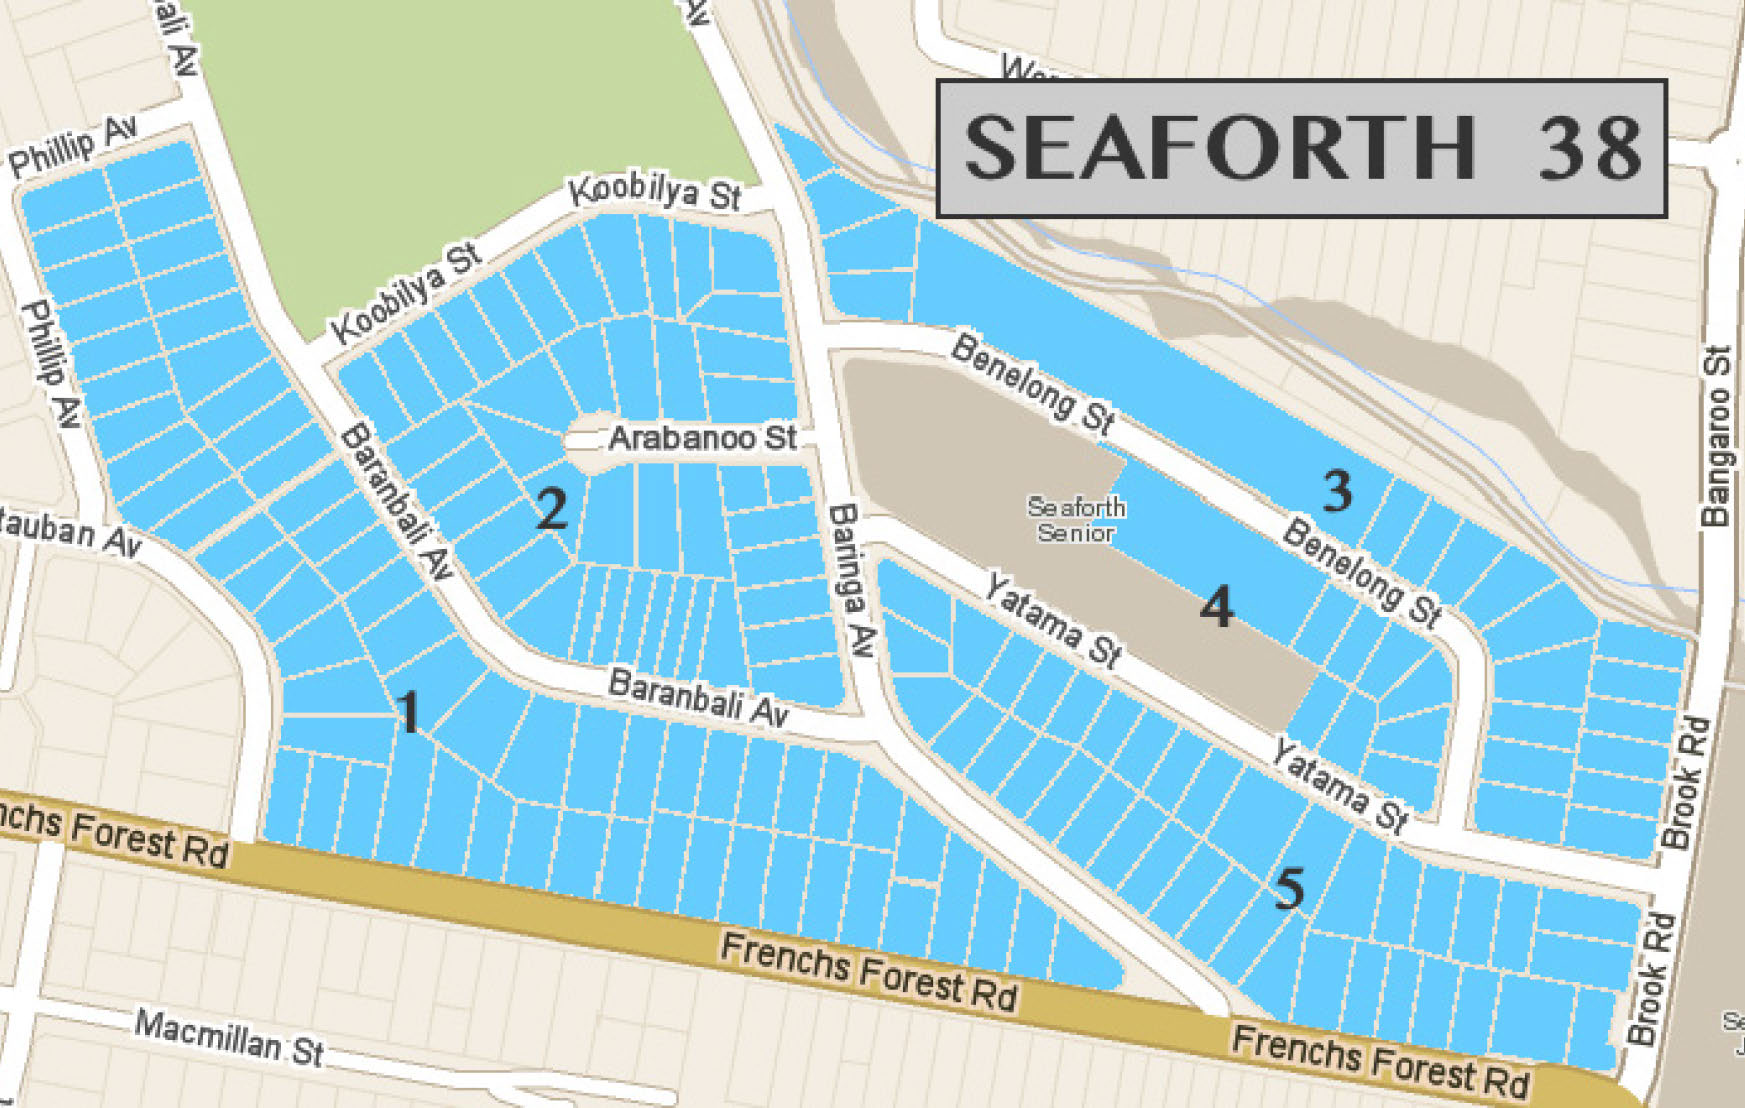 Av
Phillip Av
SEAFORTH 38
Koobilya St
Koobilya St
Phillip Av
Benelong St
Bangaroo St
Arabanoo St
Baranbali Av
3
2
Seaforth
Senior
Av
Baringa Av
Benelong St
4
Yatama St
1
Baranbali Av
Yatama St
Brook Rd
Forest Rd
5
Frenchs Forest Rd
Brook Rd
Macmillan St
Frenchs Forest Rd